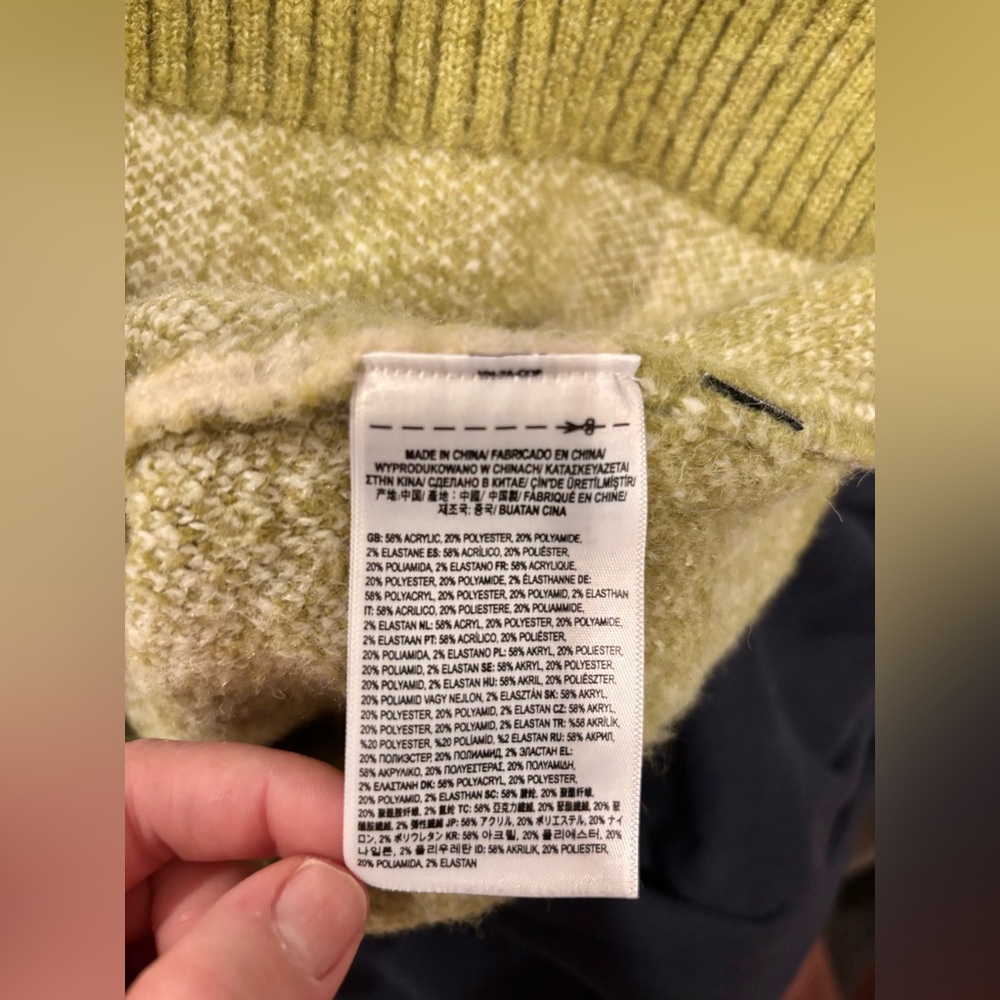 MADE IN CHINA/ FABRICADO EN CHINA/
WYPRODUKOWANO W CHINACH/ ΚΑΤΑΣΚΕΥΑΖΕΤΑΙ
ΣΤΗΝ ΚΙΝΑ/ СДЕЛАНО В КИТАЕ/ ÇİN'DE ÜRETİLMİŞTİR/
产地:中国/ 產地：中國/ 中国製/ FABRIQUÉ EN CHINE/
제조국: 중국/ BUATAN CINA
GB: 58% ACRYLIC, 20% POLYESTER, 20% POLYAMIDE,
2% ELASTANE ES: 58% ACRÍLICO, 20% POLIÉSTER,
20% POLIAMIDA, 2% ELASTANO FR: 58% ACRYLIQUE,
20% POLYESTER, 20% POLYAMIDE, 2% ÉLASTHANNE DE:
58% POLYACRYL, 20% POLYESTER, 20% POLYAMID, 2% ELASTHAN
IT: 58% ACRILICO, 20% POLIESTERE, 20% POLIAMMIDE,
2% ELASTAN NL: 58% ACRYL, 20% POLYESTER, 20% POLYAMIDE,
2% ELASTAAN PT: 58% ACRÍLICO, 20% POLIÉSTER,
20% POLIAMIDA, 2% ELASTANO PL: 58% AKRYL, 20% POLIESTER,
20% POLIAMID, 2% ELASTAN SE: 58% AKRYL, 20% POLYESTER,
20% POLYAMID, 2% ELASTAN HU: 58% AKRIL, 20% POLIÉSZTER,
20% POLIAMID VAGY NEJLON, 2% ELASZTÁN SK: 58% AKRYL,
20% POLYESTER, 20% POLYAMID, 2% ELASTAN CZ: 58% AKRYL,
20% POLYESTER, 20% POLYAMID, 2% ELASTAN TR: %58 AKRİLİK,
%20 POLYESTER, %20 POLİAMİD, %2 ELASTAN RU: 58% АКРИЛ,
20% ПОЛИЭСТЕР, 20% ПОЛИАМИД, 2% ЭЛАСТАН EL:
58% ΑΚΡΥΛΙΚΟ, 20% ΠΟΛΥΕΣΤΕΡΑΣ, 20% ΠΟΛΥΑΜΙΔΗ,
2% ΕΛΑΣΤΑΝΗ DK: 58% POLYACRYL, 20% POLYESTER,
20% POLYAMID, 2% ELASTHAN SC: 58% 腈纶, 20% 聚酯纤维,
20% 聚酰胺纤维, 2% 氨纶 TC: 58% 亞克力纖維, 20% 聚酯纖維, 20% 聚
醯胺纖維, 2% 彈性纖維 JP: 58% アクリル, 20% ポリエステル, 20% ナイ
ロン, 2% ポリウレタン KR: 58% 아크릴, 20% 폴리에스터, 20%
나일론, 2% 폴리우레탄 ID: 58% AKRILIK, 20% POLIESTER,
20% POLIAMIDA, 2% ELASTAN